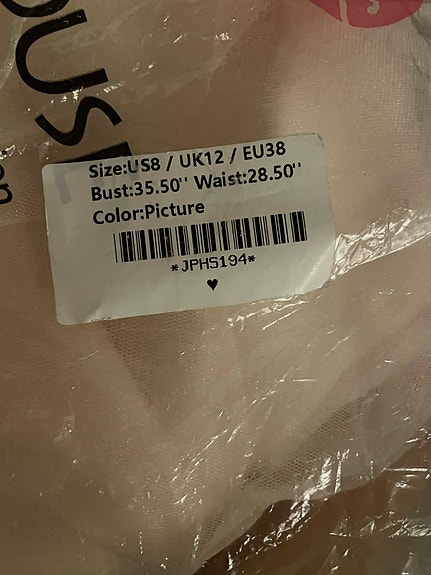 Size:US8 / UK12 / EU38
Bust:35.50'' Waist:28.50''
Color:Picture
*JPHS194*
♥